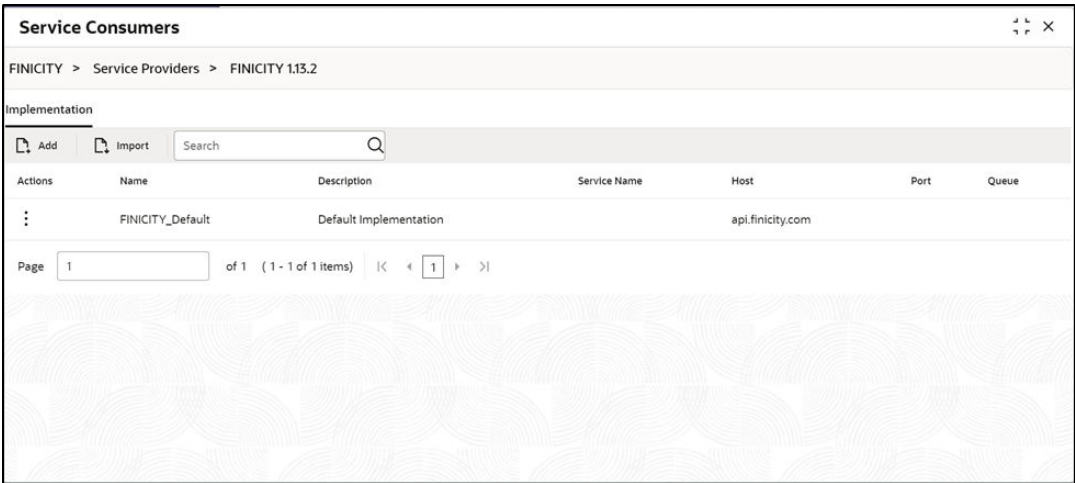 Service Consumers
FINICITY > Service Providers > FINICITY 1.13.2
Implementation
Add Import Search
Actions Name Description Service Name Host Port Queue
FINICITY_Default Default Implementation api.finicity.com
Page 1 of 1 (1 - 1 of 1 items) 1